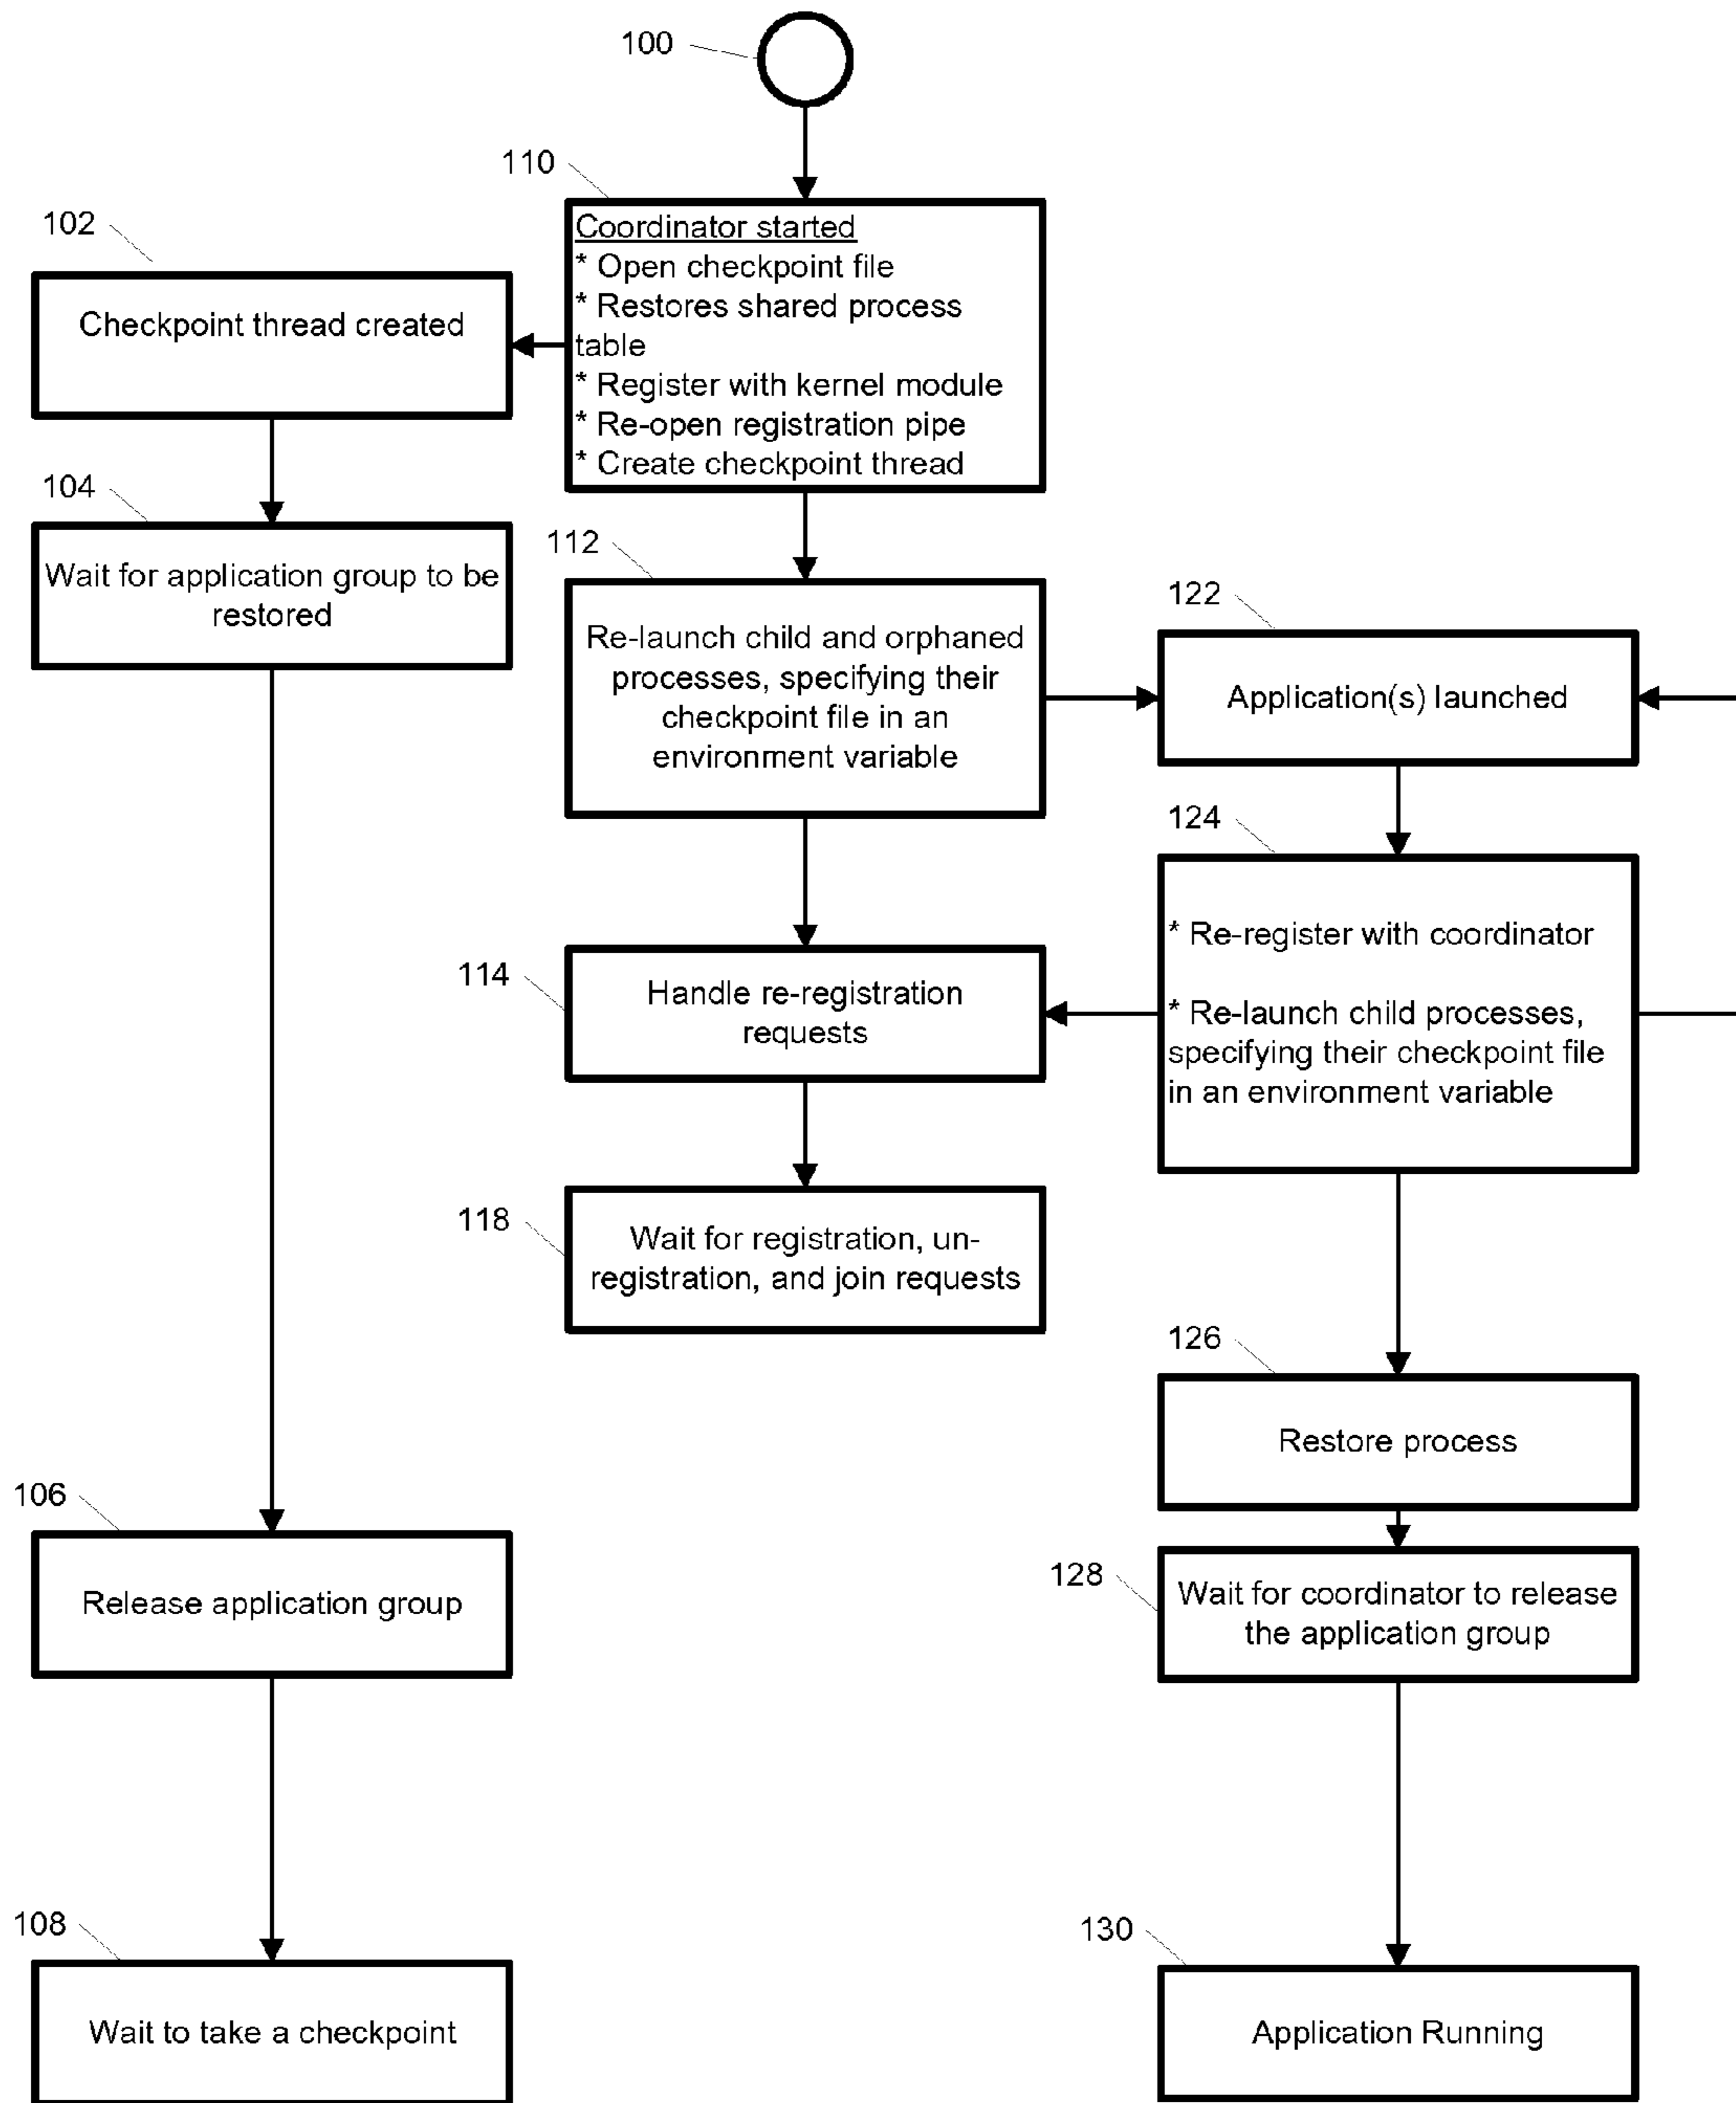 100
110
Coordinator started
* Open checkpoint file
* Restores shared process
table
* Register with kernel module
* Re-open registration pipe
* Create checkpoint thread
102
Checkpoint thread created
104
Wait for application group to be
restored
112
Re-launch child and orphaned
processes, specifying their
checkpoint file in an
environment variable
122
Application(s) launched
124
* Re-register with coordinator
* Re-launch child processes,
specifying their checkpoint file
in an environment variable
114
Handle re-registration
requests
118
Wait for registration, un-
registration, and join requests
126
Restore process
106
Release application group
128
Wait for coordinator to release
the application group
108
Wait to take a checkpoint
130
Application Running